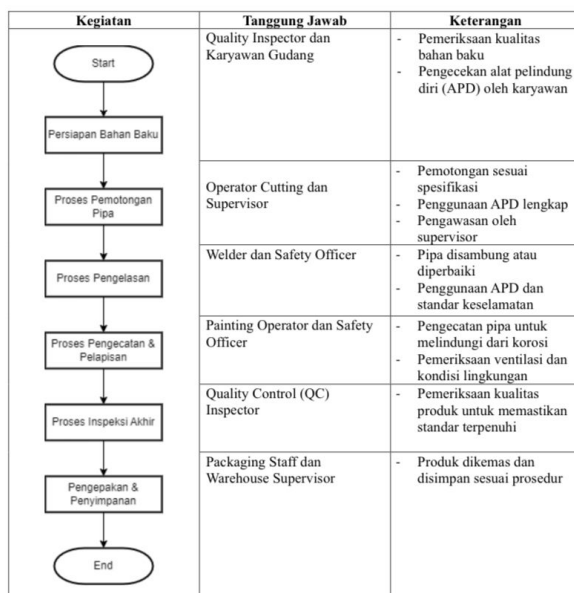 Kegiatan
Tanggung Jawab
Keterangan
Start
Quality Inspector dan
Karyawan Gudang
- Pemeriksaan kualitas
bahan baku
- Pengecekan alat pelindung
diri (APD) oleh karyawan
Persiapan Bahan Baku
Proses Pemotongan
Pipa
Operator Cutting dan
Supervisor
- Pemotongan sesuai
spesifikasi
- Penggunaan APD lengkap
- Pengawasan oleh
supervisor
Proses Pengelasan
Welder dan Safety Officer
- Pipa disambung atau
diperbaiki
- Penggunaan APD dan
standar keselamatan
Proses Pengecatan &
Pelapisan
Painting Operator dan Safety
Officer
- Pengecatan pipa untuk
melindungi dari korosi
- Pemeriksaan ventilasi dan
kondisi lingkungan
Proses Inspeksi Akhir
Quality Control (QC)
Inspector
- Pemeriksaan kualitas
produk untuk memastikan
standar terpenuhi
Pengepakan &
Penyimpanan
Packaging Staff dan
Warehouse Supervisor
- Produk dikemas dan
disimpan sesuai prosedur
End